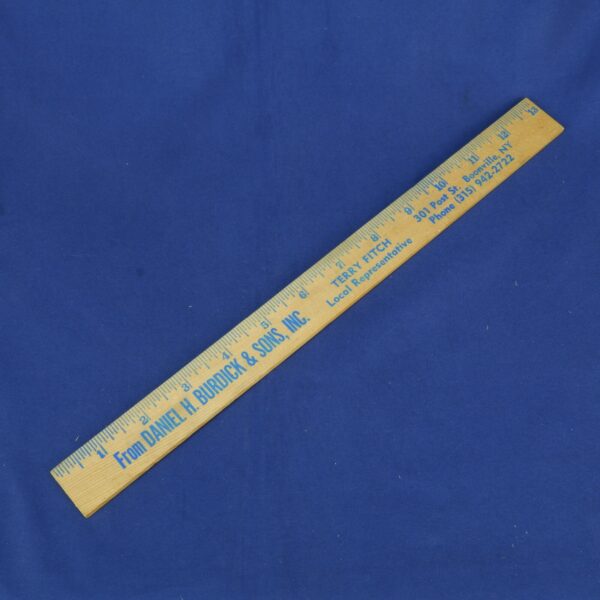 1 2 3 4 5 6 7 8 9 10 11 12 13
From DANIEL H. BURDICK & SONS, INC.
TERRY FITCH
Local Representative
301 Post St. Boonville, NY
Phone (315) 942-2722